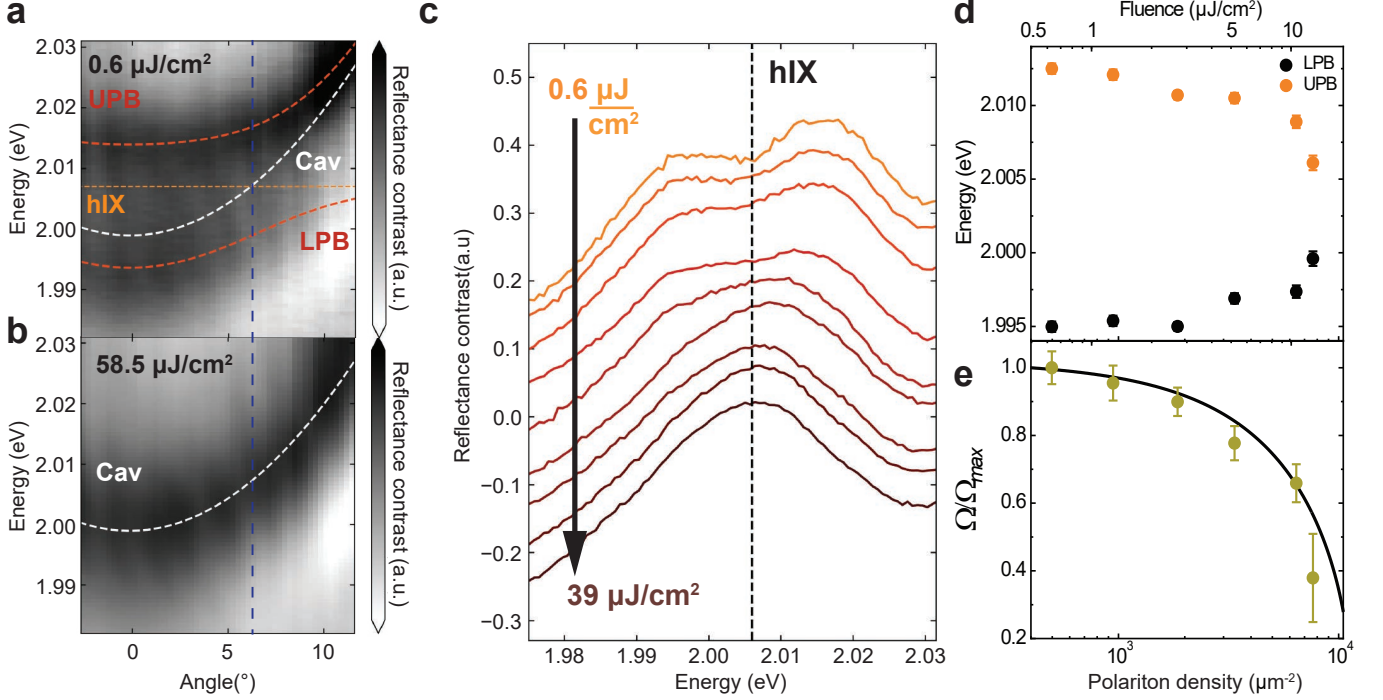 a
2.03
2.02
2.01
2.00
1.99
Energy (eV)
0.6 µJ/cm²
UPB
Cav
hIX
LPB
Reflectance contrast (a.u.)
b
2.03
2.02
2.01
2.00
1.99
Energy (eV)
58.5 µJ/cm²
Cav
Reflectance contrast (a.u.)
0
5
10
Angle(°)
c
0.5
0.4
0.3
0.2
0.1
0.0
−0.1
−0.2
−0.3
Reflectance contrast(a.u)
0.6 µJ
cm²
hIX
39 µJ/cm²
1.98
1.99
2.00
2.01
2.02
2.03
Energy (eV)
d
Fluence (µJ/cm²)
0.5
1
5
10
LPB
UPB
2.010
2.005
2.000
1.995
Energy (eV)
e
1.0
0.8
0.6
0.4
0.2
Ω/Ωmax
10³
10⁴
Polariton density (µm⁻²)